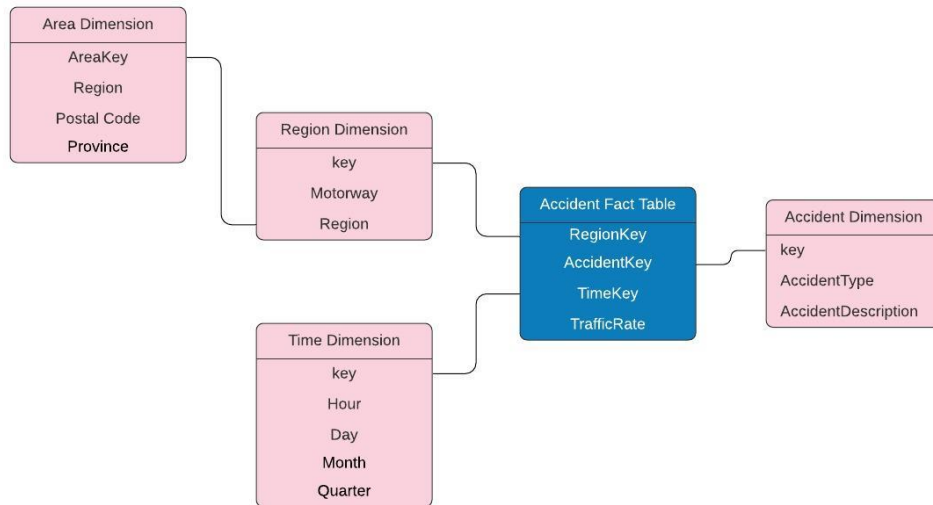 Area Dimension
AreaKey
Region
Postal Code
Province
Region Dimension
key
Motorway
Region
Time Dimension
key
Hour
Day
Month
Quarter
Accident Fact Table
RegionKey
AccidentKey
TimeKey
TrafficRate
Accident Dimension
key
AccidentType
AccidentDescription